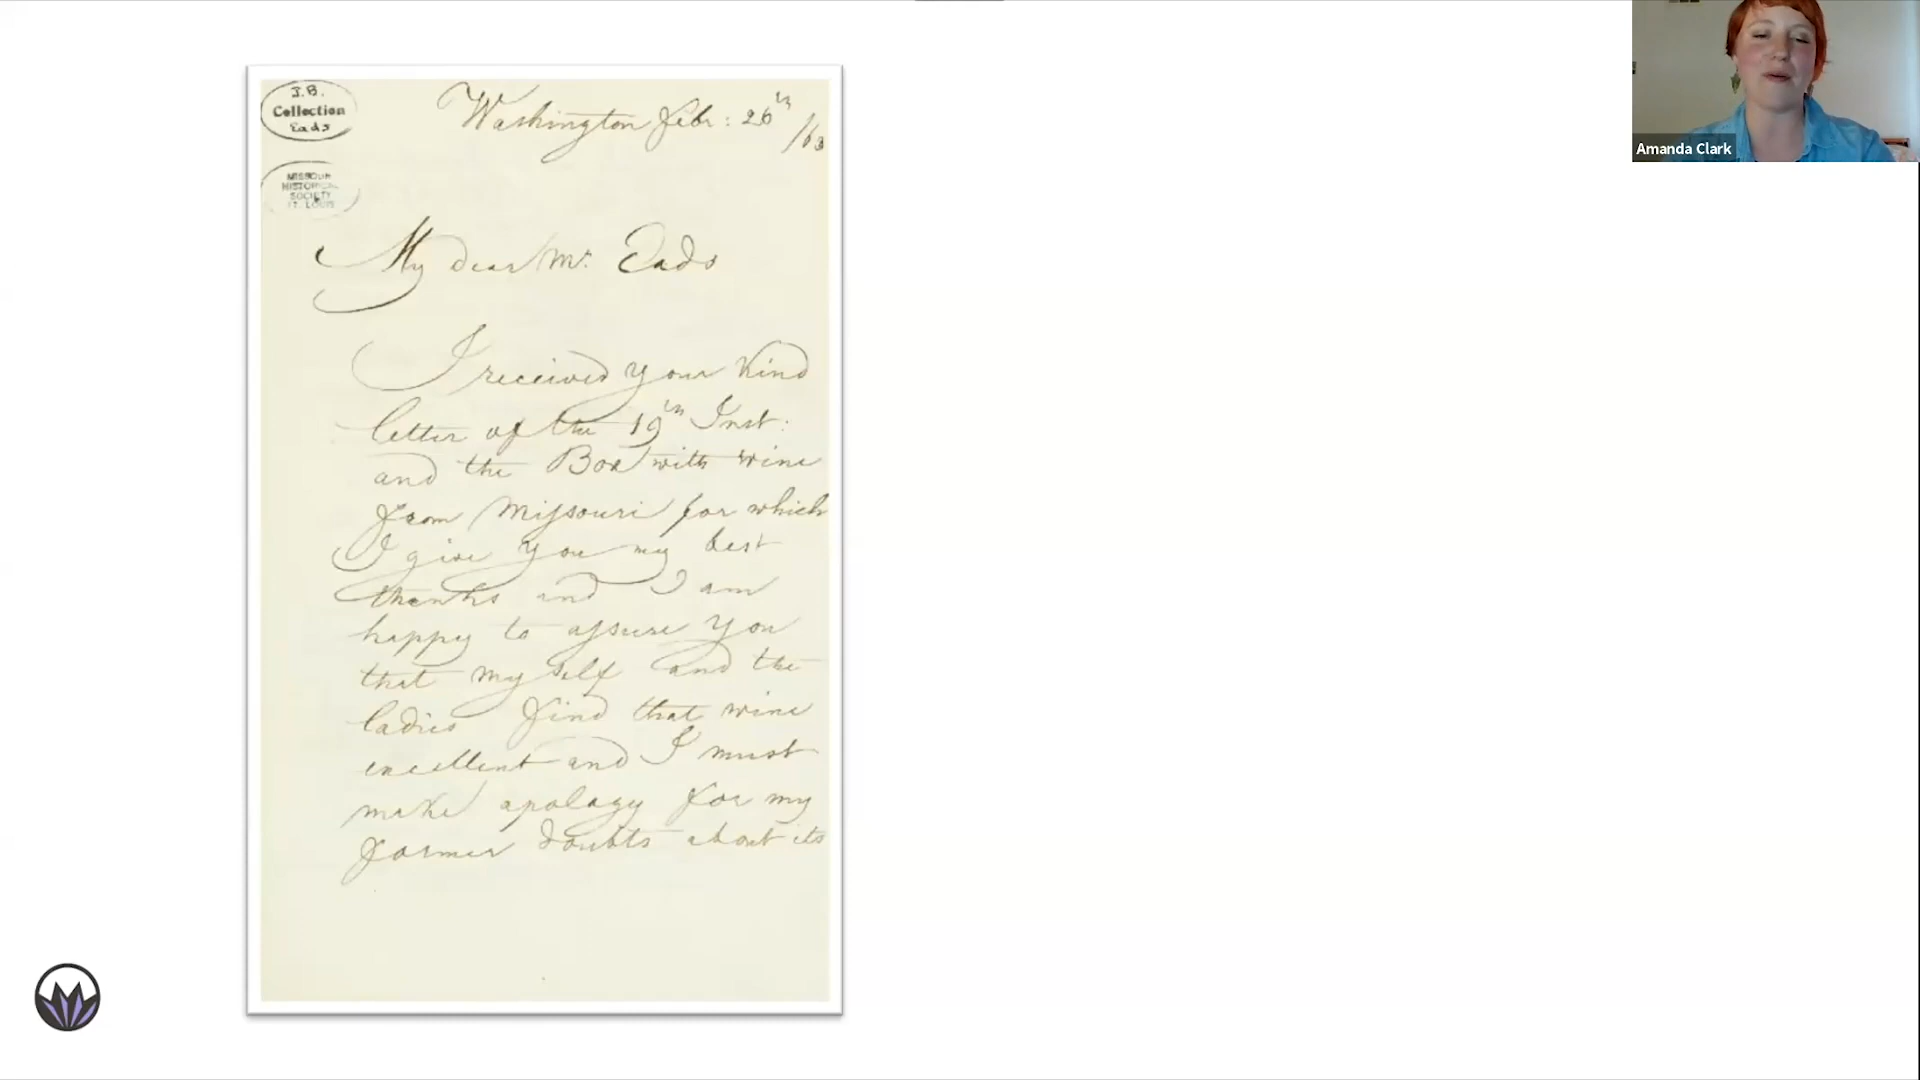 J.B.
Collection
Eads
MISSOURI
HISTORICAL
SOCIETY
ST. LOUIS
Washington Febr: 26th
/63
My dear Mr. Eads
I received your kind
letter of the 19th Inst:
and the Box with wine
from Missouri for which
I give you my best
thanks and I am
happy to assure you
that myself and the
ladies find that wine
excellent and I must
make apology for my
former doubts about its
Amanda Clark